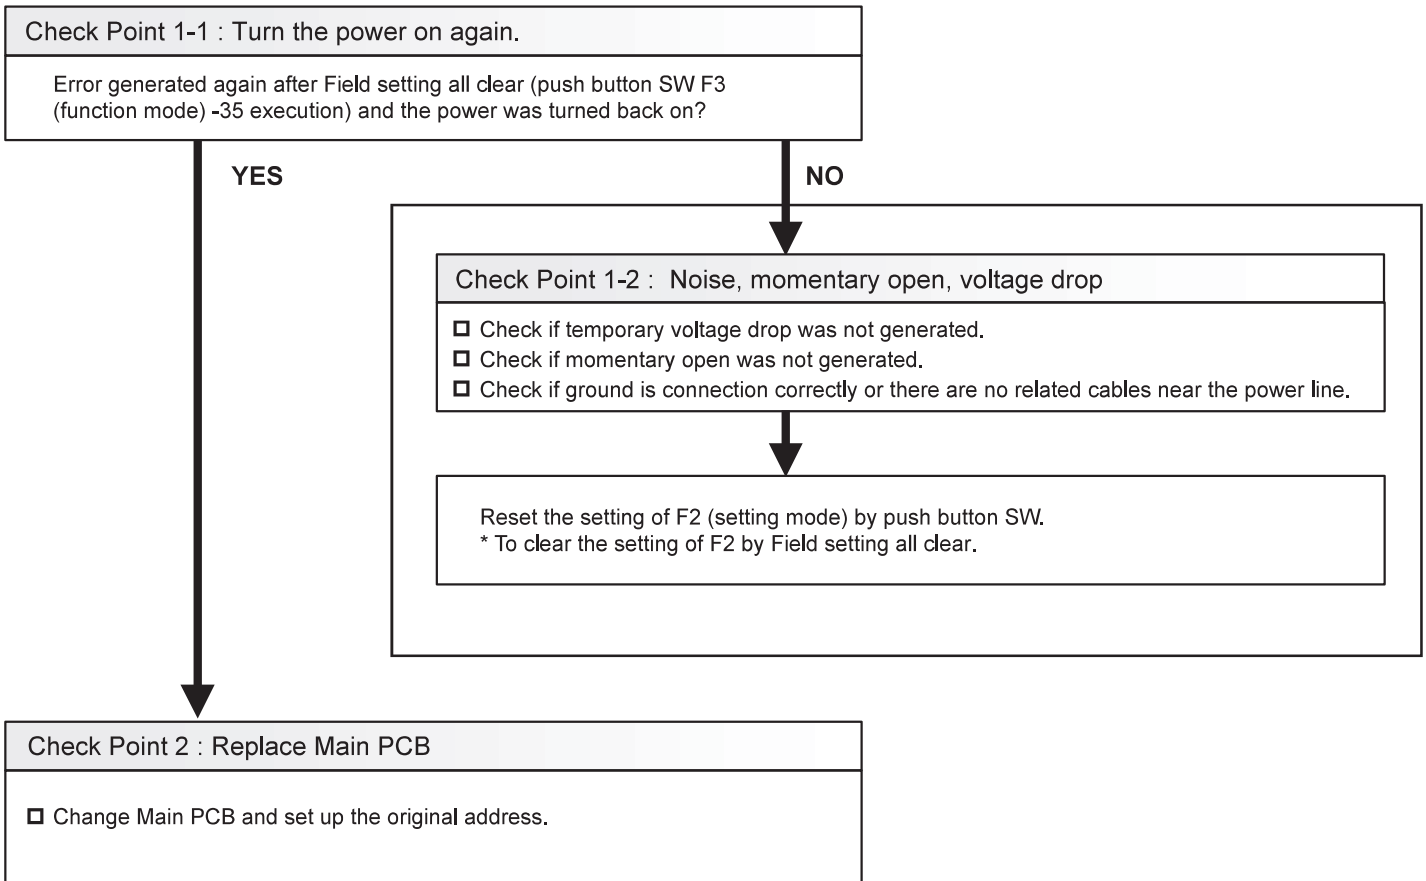 Check Point 1-1 : Turn the power on again.
Error generated again after Field setting all clear (push button SW F3
(function mode) -35 execution) and the power was turned back on?
YES
NO
Check Point 1-2 :  Noise, momentary open, voltage drop
Check if temporary voltage drop was not generated.
Check if momentary open was not generated.
Check if ground is connection correctly or there are no related cables near the power line.
Reset the setting of F2 (setting mode) by push button SW.
* To clear the setting of F2 by Field setting all clear.
Check Point 2 : Replace Main PCB
Change Main PCB and set up the original address.